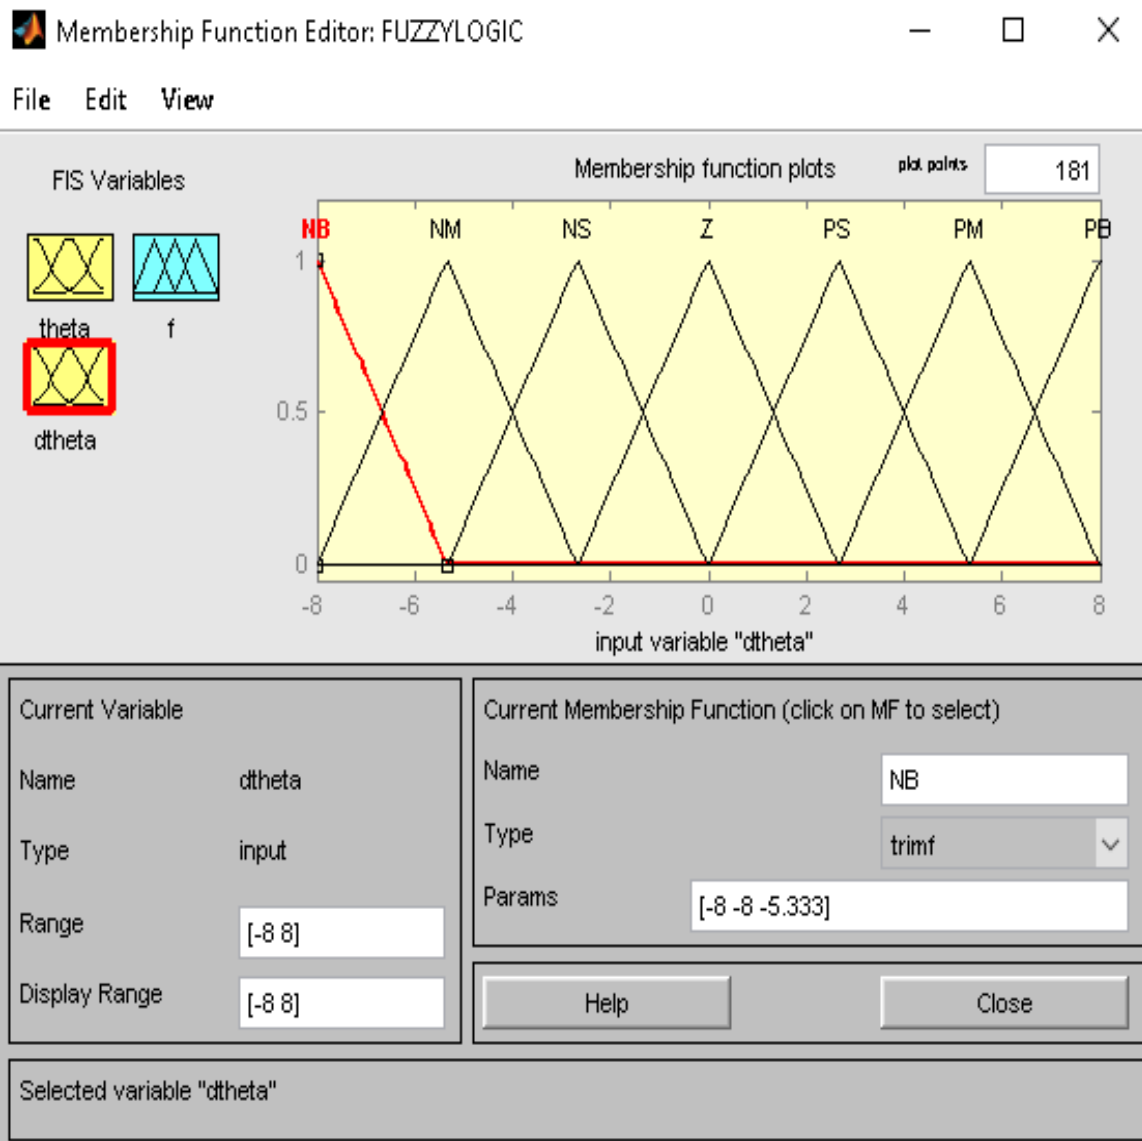 Membership Function Editor: FUZZYLOGIC
File Edit View
FIS Variables
Membership function plots
plot points
181
theta
f
dtheta
NB NM NS Z PS PM PB
1
0.5
0
-8 -6 -4 -2 0 2 4 6 8
input variable "dtheta"
Current Variable
Name dtheta
Type input
Range [-8 8]
Display Range [-8 8]
Current Membership Function (click on MF to select)
Name NB
Type trimf
Params [-8 -8 -5.333]
Help Close
Selected variable "dtheta"